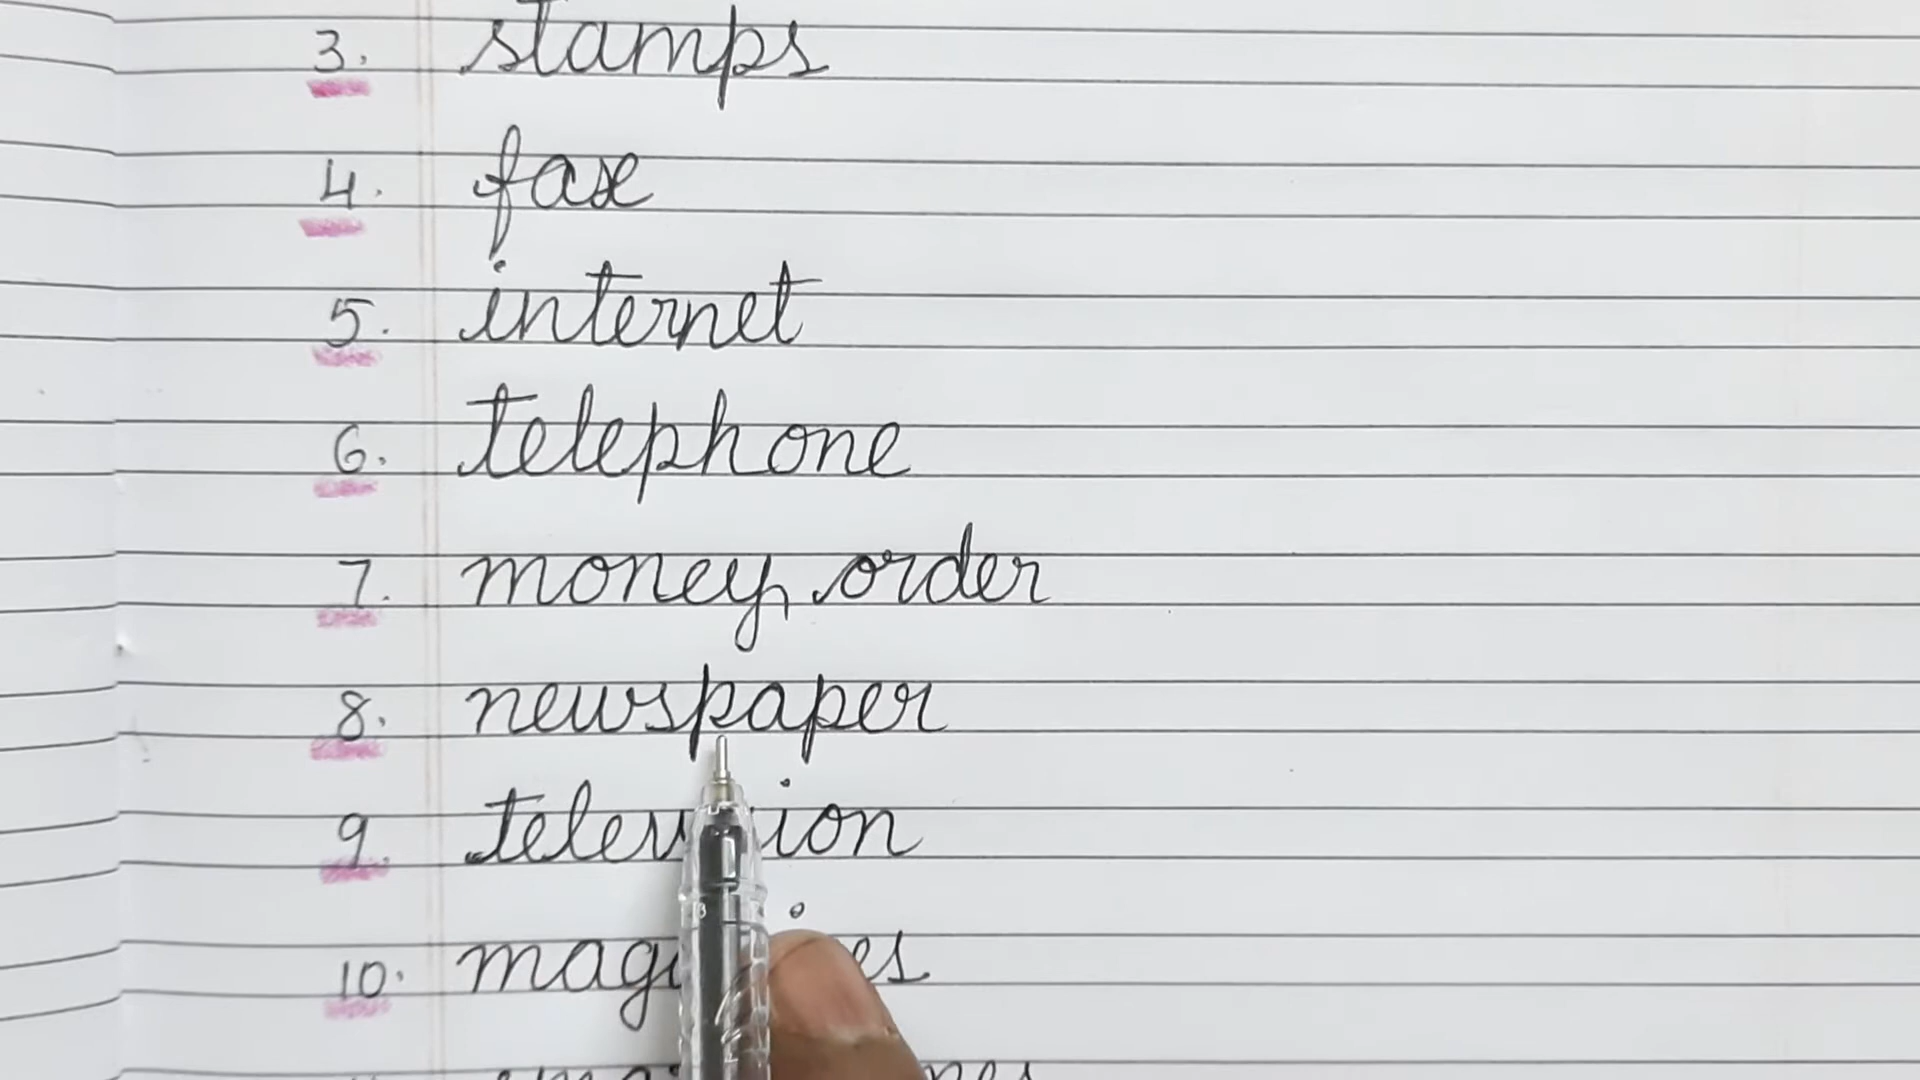 3. stamps
4. fax
5. internet
6. telephone
7. money order
8. newspaper
9.
10.